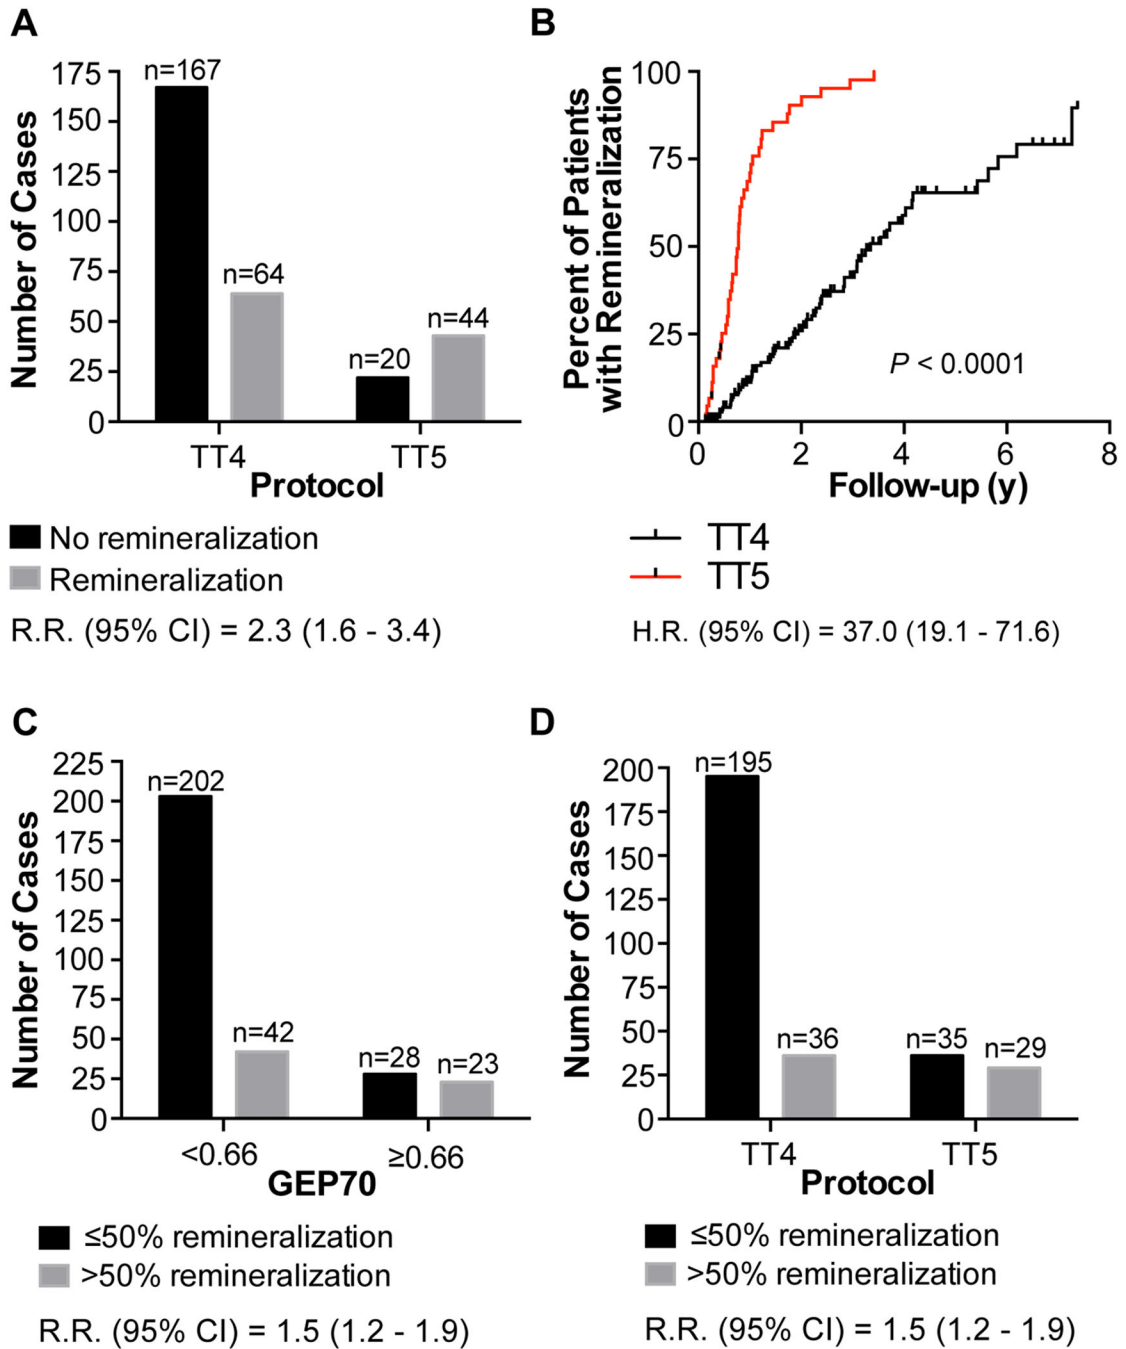 A
Number of Cases
175
150
125
100
75
50
25
0
n=167
n=64
n=20
n=44
TT4
TT5
Protocol
No remineralization
Remineralization
R.R. (95% CI) = 2.3 (1.6 - 3.4)
B
Percent of Patients
with Remineralization
100
75
50
25
0
P < 0.0001
0
2
4
6
8
Follow-up (y)
TT4
TT5
H.R. (95% CI) = 37.0 (19.1 - 71.6)
C
Number of Cases
225
200
175
150
125
100
75
50
25
0
n=202
n=42
n=28
n=23
<0.66
≥0.66
GEP70
≤50% remineralization
>50% remineralization
R.R. (95% CI) = 1.5 (1.2 - 1.9)
D
Number of Cases
200
175
150
125
100
75
50
25
0
n=195
n=36
n=35
n=29
TT4
TT5
Protocol
≤50% remineralization
>50% remineralization
R.R. (95% CI) = 1.5 (1.2 - 1.9)